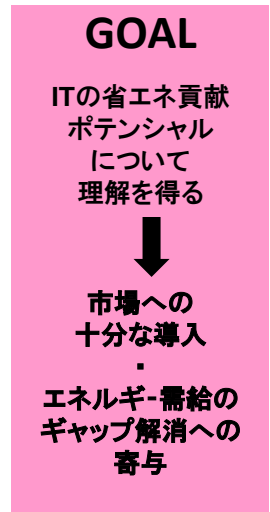 GOAL
ITの省エネ貢献
ポテンシャル
について
理解を得る
市場への
十分な導入
・
エネルギ-需給の
ギャップ解消への
寄与